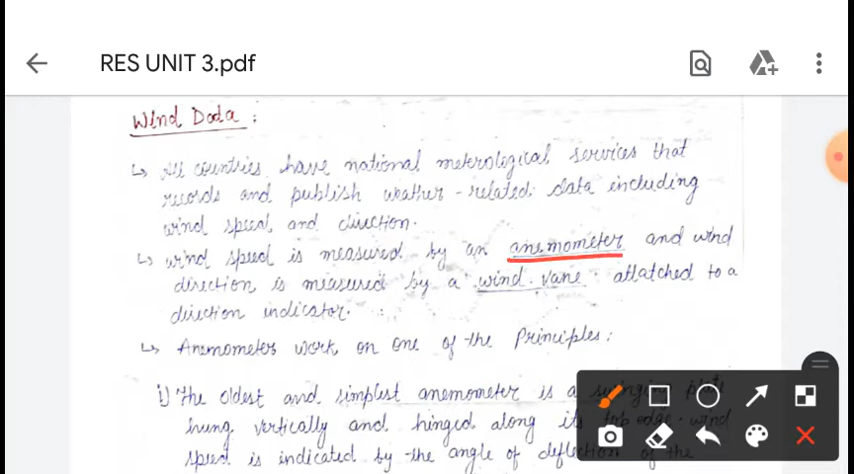 RES UNIT 3.pdf
Wind Data :
↳ All countries have national meterological services that
records and publish weather-related data including
wind speed and direction.
↳ wind speed is measured by an anemometer and wind
direction is measured by a wind vane attatched to a
direction indicator.
↳ Anemometers work on one of the Principles:
i) The oldest and simplest anemometer is a swinging plate
hung vertically and hinged along its top edge. wind
speed is indicated by the angle of deflection of the